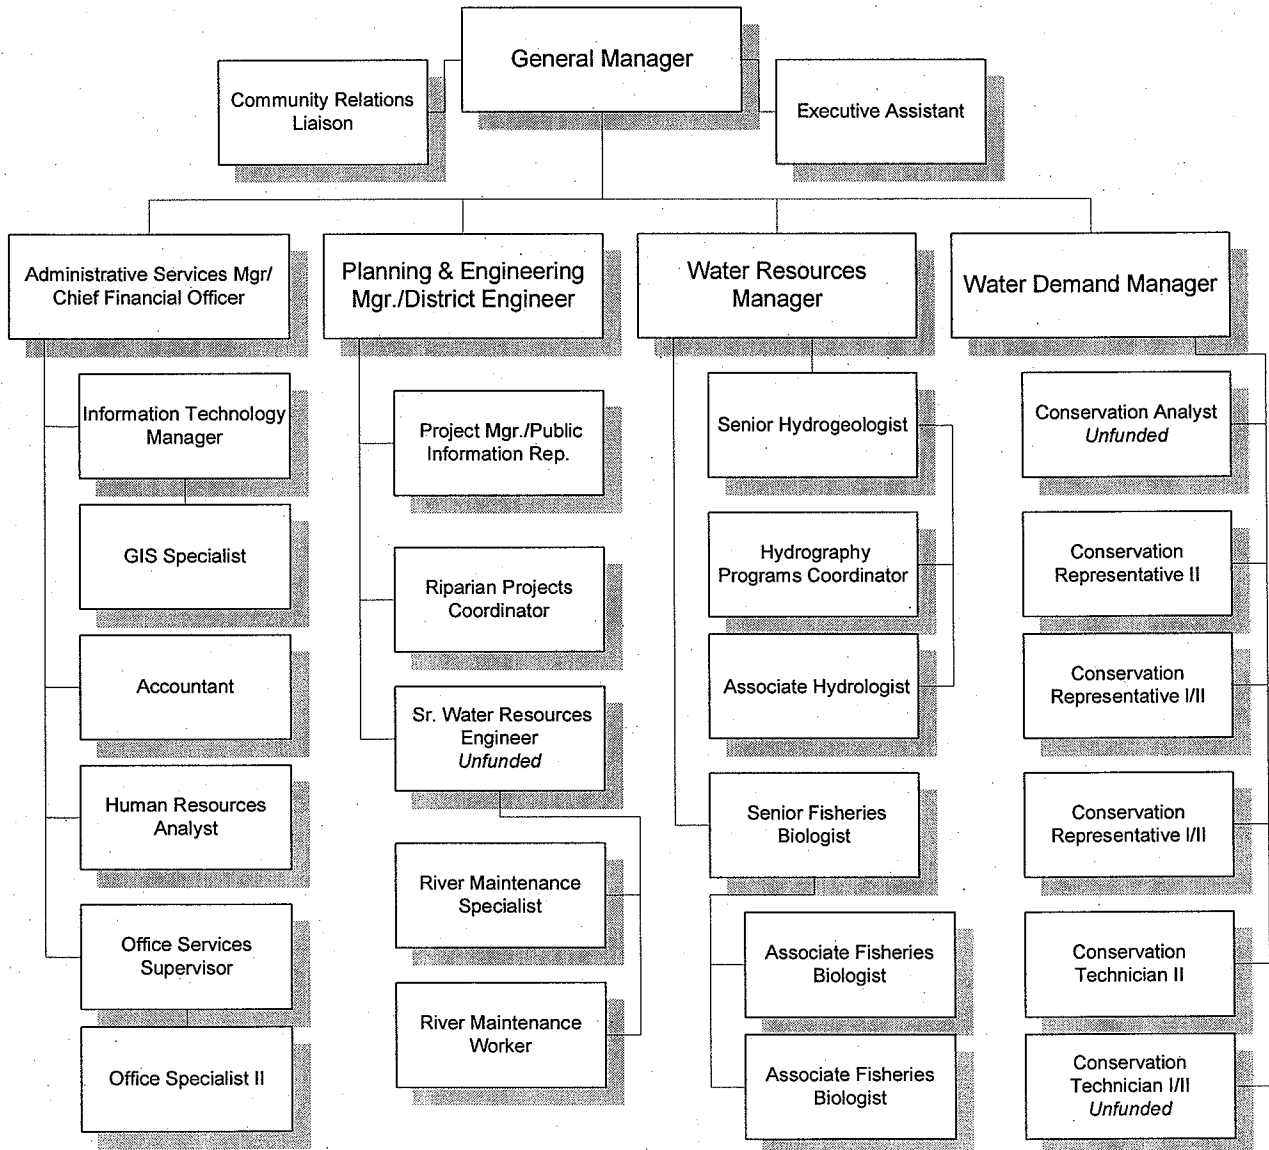 General Manager
Community Relations
Liaison
Executive Assistant
Administrative Services Mgr/
Chief Financial Officer
Planning & Engineering
Mgr./District Engineer
Water Resources
Manager
Water Demand Manager
Information Technology
Manager
GIS Specialist
Accountant
Human Resources
Analyst
Office Services
Supervisor
Office Specialist II
Project Mgr./Public
Information Rep.
Riparian Projects
Coordinator
Sr. Water Resources
Engineer
Unfunded
River Maintenance
Specialist
River Maintenance
Worker
Senior Hydrogeologist
Hydrography
Programs Coordinator
Associate Hydrologist
Senior Fisheries
Biologist
Associate Fisheries
Biologist
Associate Fisheries
Biologist
Conservation Analyst
Unfunded
Conservation
Representative II
Conservation
Representative I/II
Conservation
Representative I/II
Conservation
Technician II
Conservation
Technician I/II
Unfunded